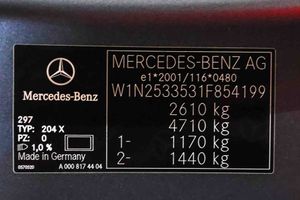 MERCEDES-BENZ AG
e1*2001/116*0480
W1N2533531F854199
2610 kg
4710 kg
1- 1170 kg
2- 1440 kg
Mercedes-Benz
297
TYP: 204 X
PZ: 0
1,0 %
Made in Germany
A 000 817 44 04